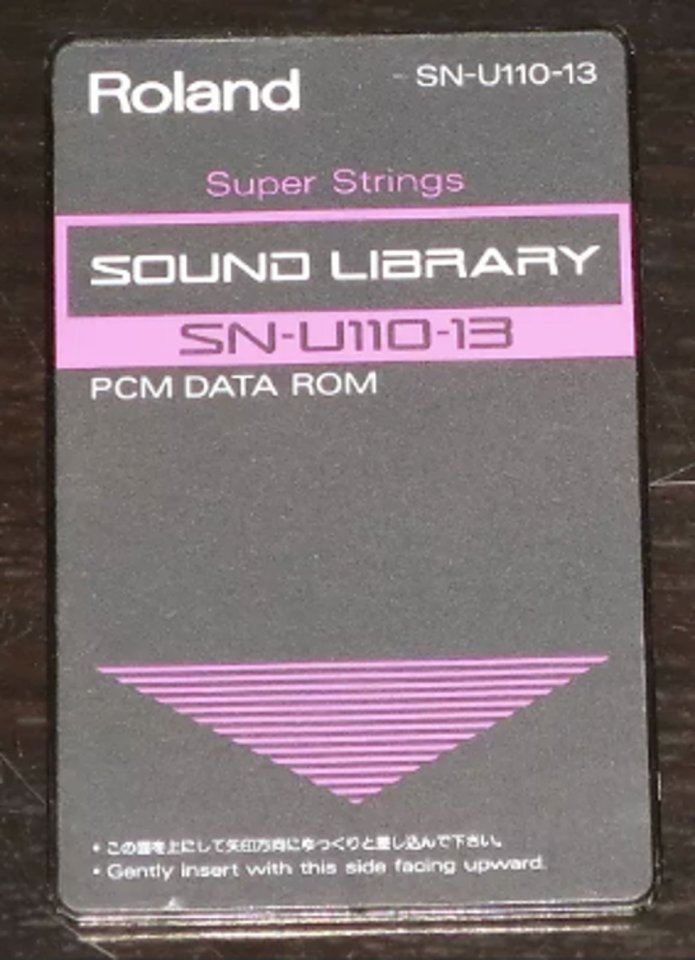 Roland
SN-U110-13
Super Strings
SOUND LIBRARY
SN-U110-13
PCM DATA ROM
• この面を上にして矢印方向にゆっくりと差し込んで下さい。
• Gently insert with this side facing upward.